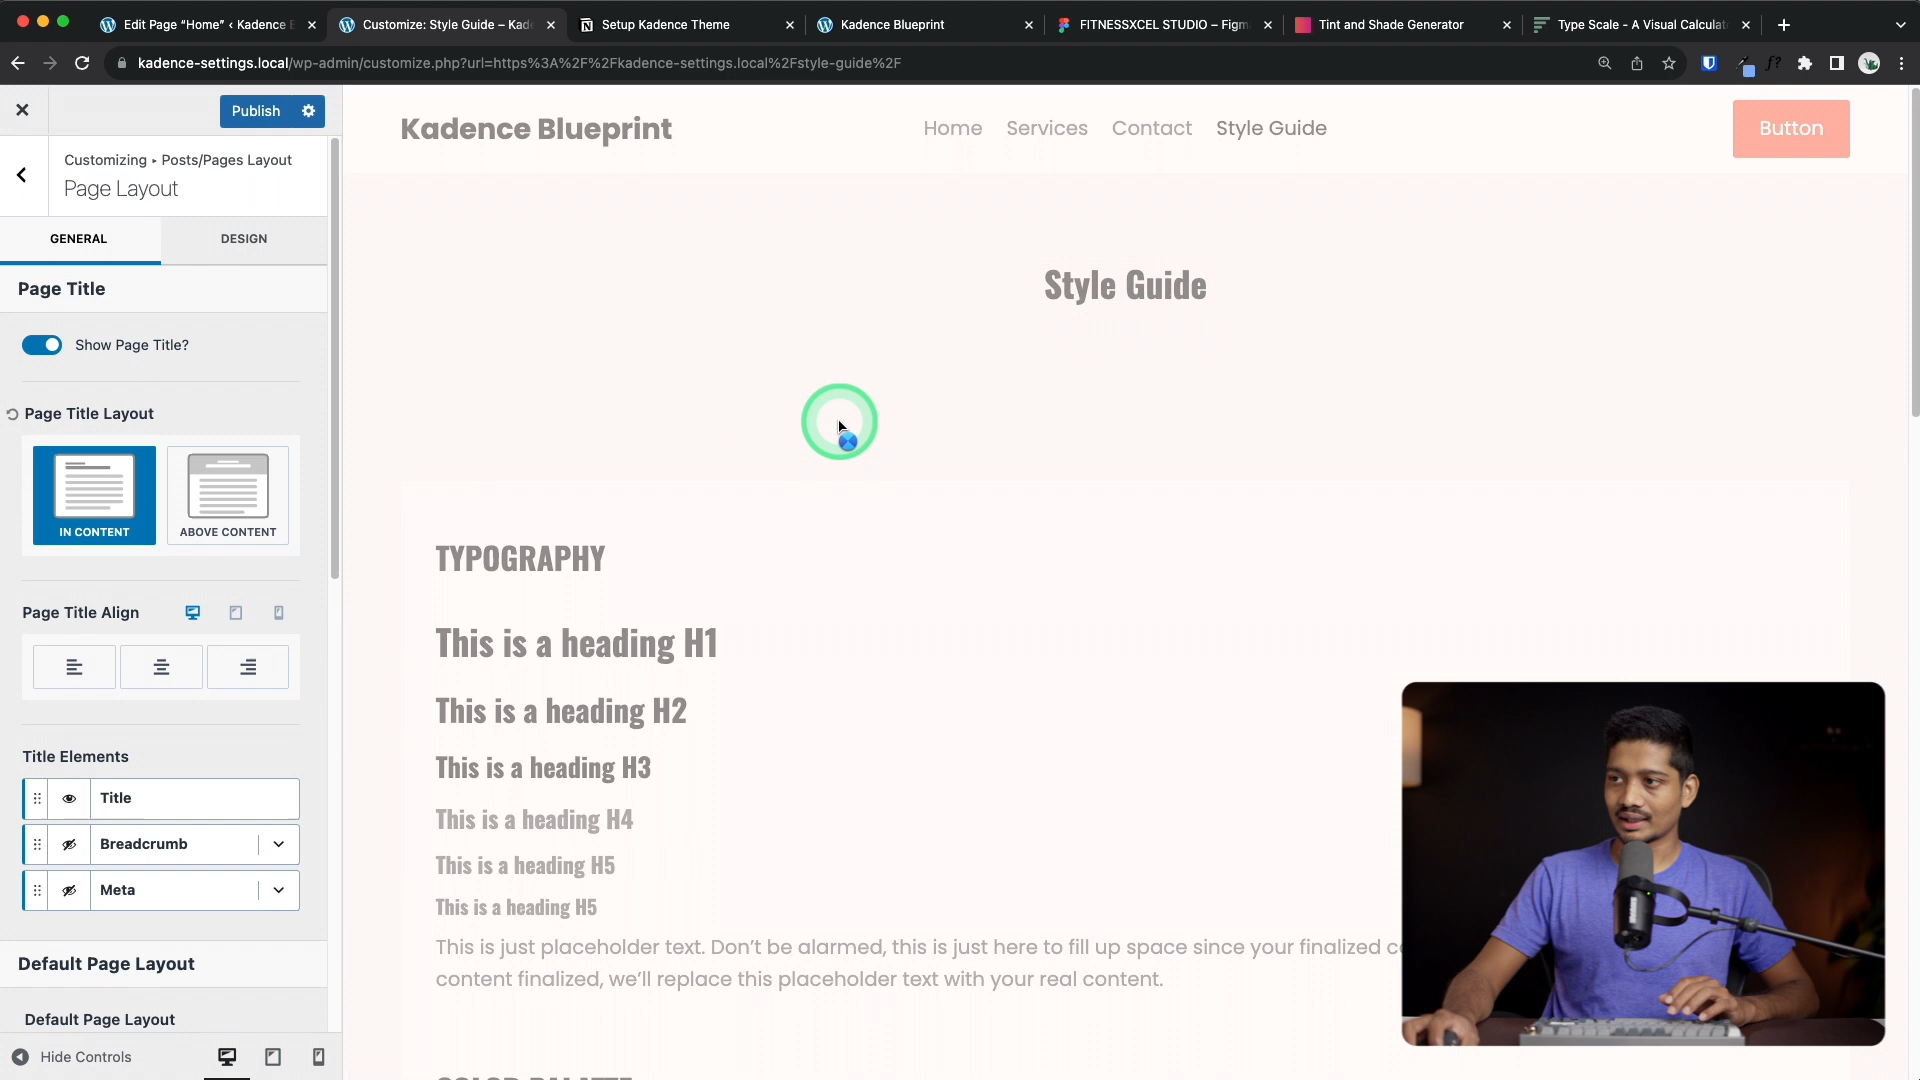 Edit Page “Home” ‹ Kadence
Customize: Style Guide – Kade
Setup Kadence Theme
Kadence Blueprint
FITNESSXCEL STUDIO – Figm
Tint and Shade Generator
Type Scale - A Visual Calculat
kadence-settings.local/wp-admin/customize.php?url=https%3A%2F%2Fkadence-settings.local%2Fstyle-guide%2F
Publish
Customizing ▸ Posts/Pages Layout
Page Layout
GENERAL
DESIGN
Page Title
Show Page Title?
Page Title Layout
IN CONTENT
ABOVE CONTENT
Page Title Align
Title Elements
Title
Breadcrumb
Meta
Default Page Layout
Default Page Layout
Hide Controls
Kadence Blueprint
Home
Services
Contact
Style Guide
Button
Style Guide
TYPOGRAPHY
This is a heading H1
This is a heading H2
This is a heading H3
This is a heading H4
This is a heading H5
This is a heading H5
This is just placeholder text. Don’t be alarmed, this is just here to fill up space since your finalized
content finalized, we’ll replace this placeholder text with your real content.
COLOR PALETTE